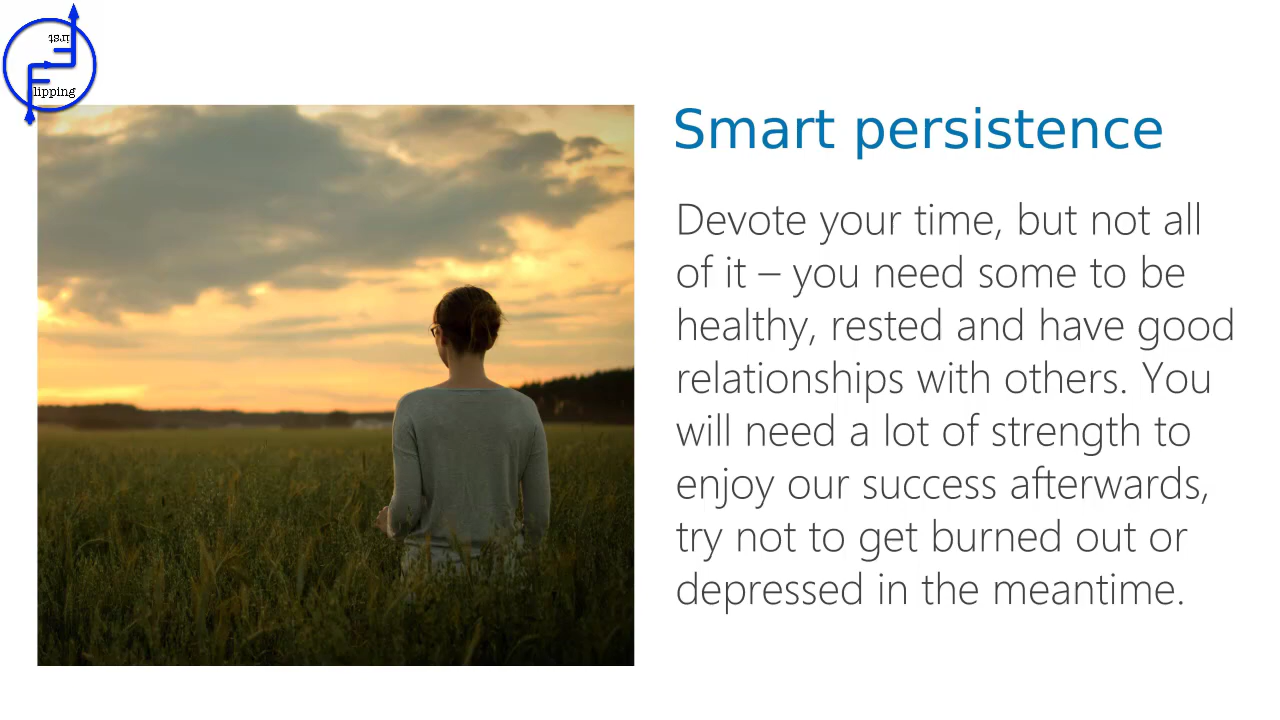 First
Flipping
Smart persistence
Devote your time, but not all
of it – you need some to be
healthy, rested and have good
relationships with others. You
will need a lot of strength to
enjoy our success afterwards,
try not to get burned out or
depressed in the meantime.